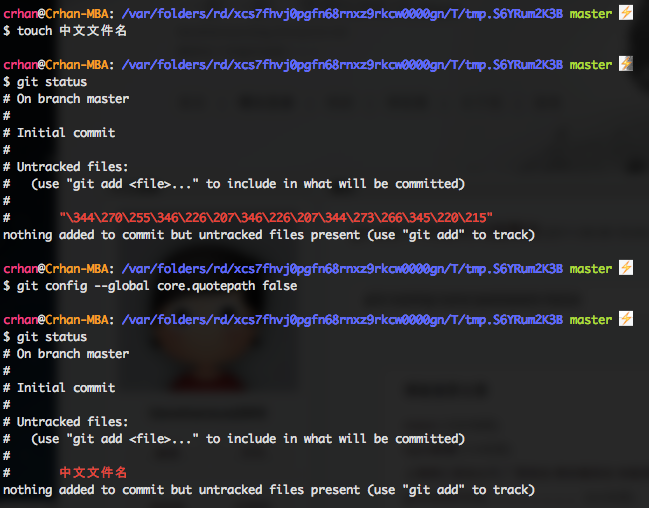 crhan@Crhan-MBA: /var/folders/rd/xcs7fhvj0pgfn68rnxz9rkcw0000gn/T/tmp.S6YRum2K3B master ⚡
$ touch 中文文件名
crhan@Crhan-MBA: /var/folders/rd/xcs7fhvj0pgfn68rnxz9rkcw0000gn/T/tmp.S6YRum2K3B master ⚡
$ git status
# On branch master
#
# Initial commit
#
# Untracked files:
#   (use "git add <file>..." to include in what will be committed)
#
#       "\344\270\255\346\226\207\346\226\207\344\273\266\345\220\215"
nothing added to commit but untracked files present (use "git add" to track)
crhan@Crhan-MBA: /var/folders/rd/xcs7fhvj0pgfn68rnxz9rkcw0000gn/T/tmp.S6YRum2K3B master ⚡
$ git config --global core.quotepath false
crhan@Crhan-MBA: /var/folders/rd/xcs7fhvj0pgfn68rnxz9rkcw0000gn/T/tmp.S6YRum2K3B master ⚡
$ git status
# On branch master
#
# Initial commit
#
# Untracked files:
#   (use "git add <file>..." to include in what will be committed)
#
#       中文文件名
nothing added to commit but untracked files present (use "git add" to track)